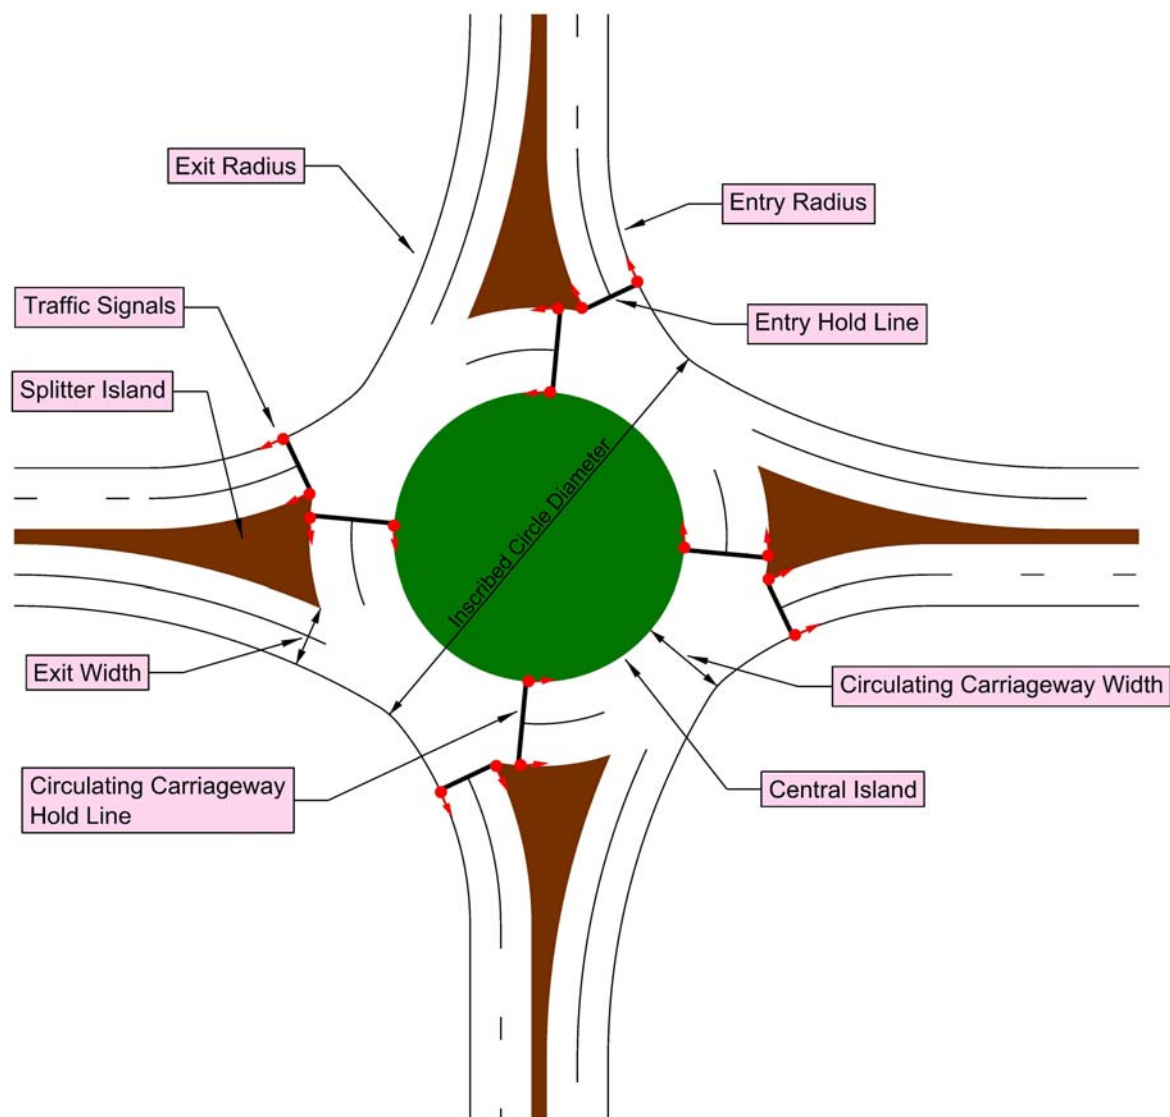 Exit Radius
Entry Radius
Traffic Signals
Entry Hold Line
Splitter Island
Inscribed Circle Diameter
Exit Width
Circulating Carriageway Width
Circulating Carriageway
Hold Line
Central Island